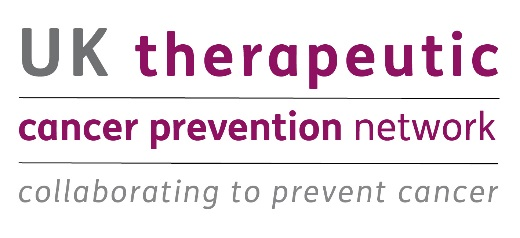 UK therapeutic
cancer prevention network
collaborating to prevent cancer